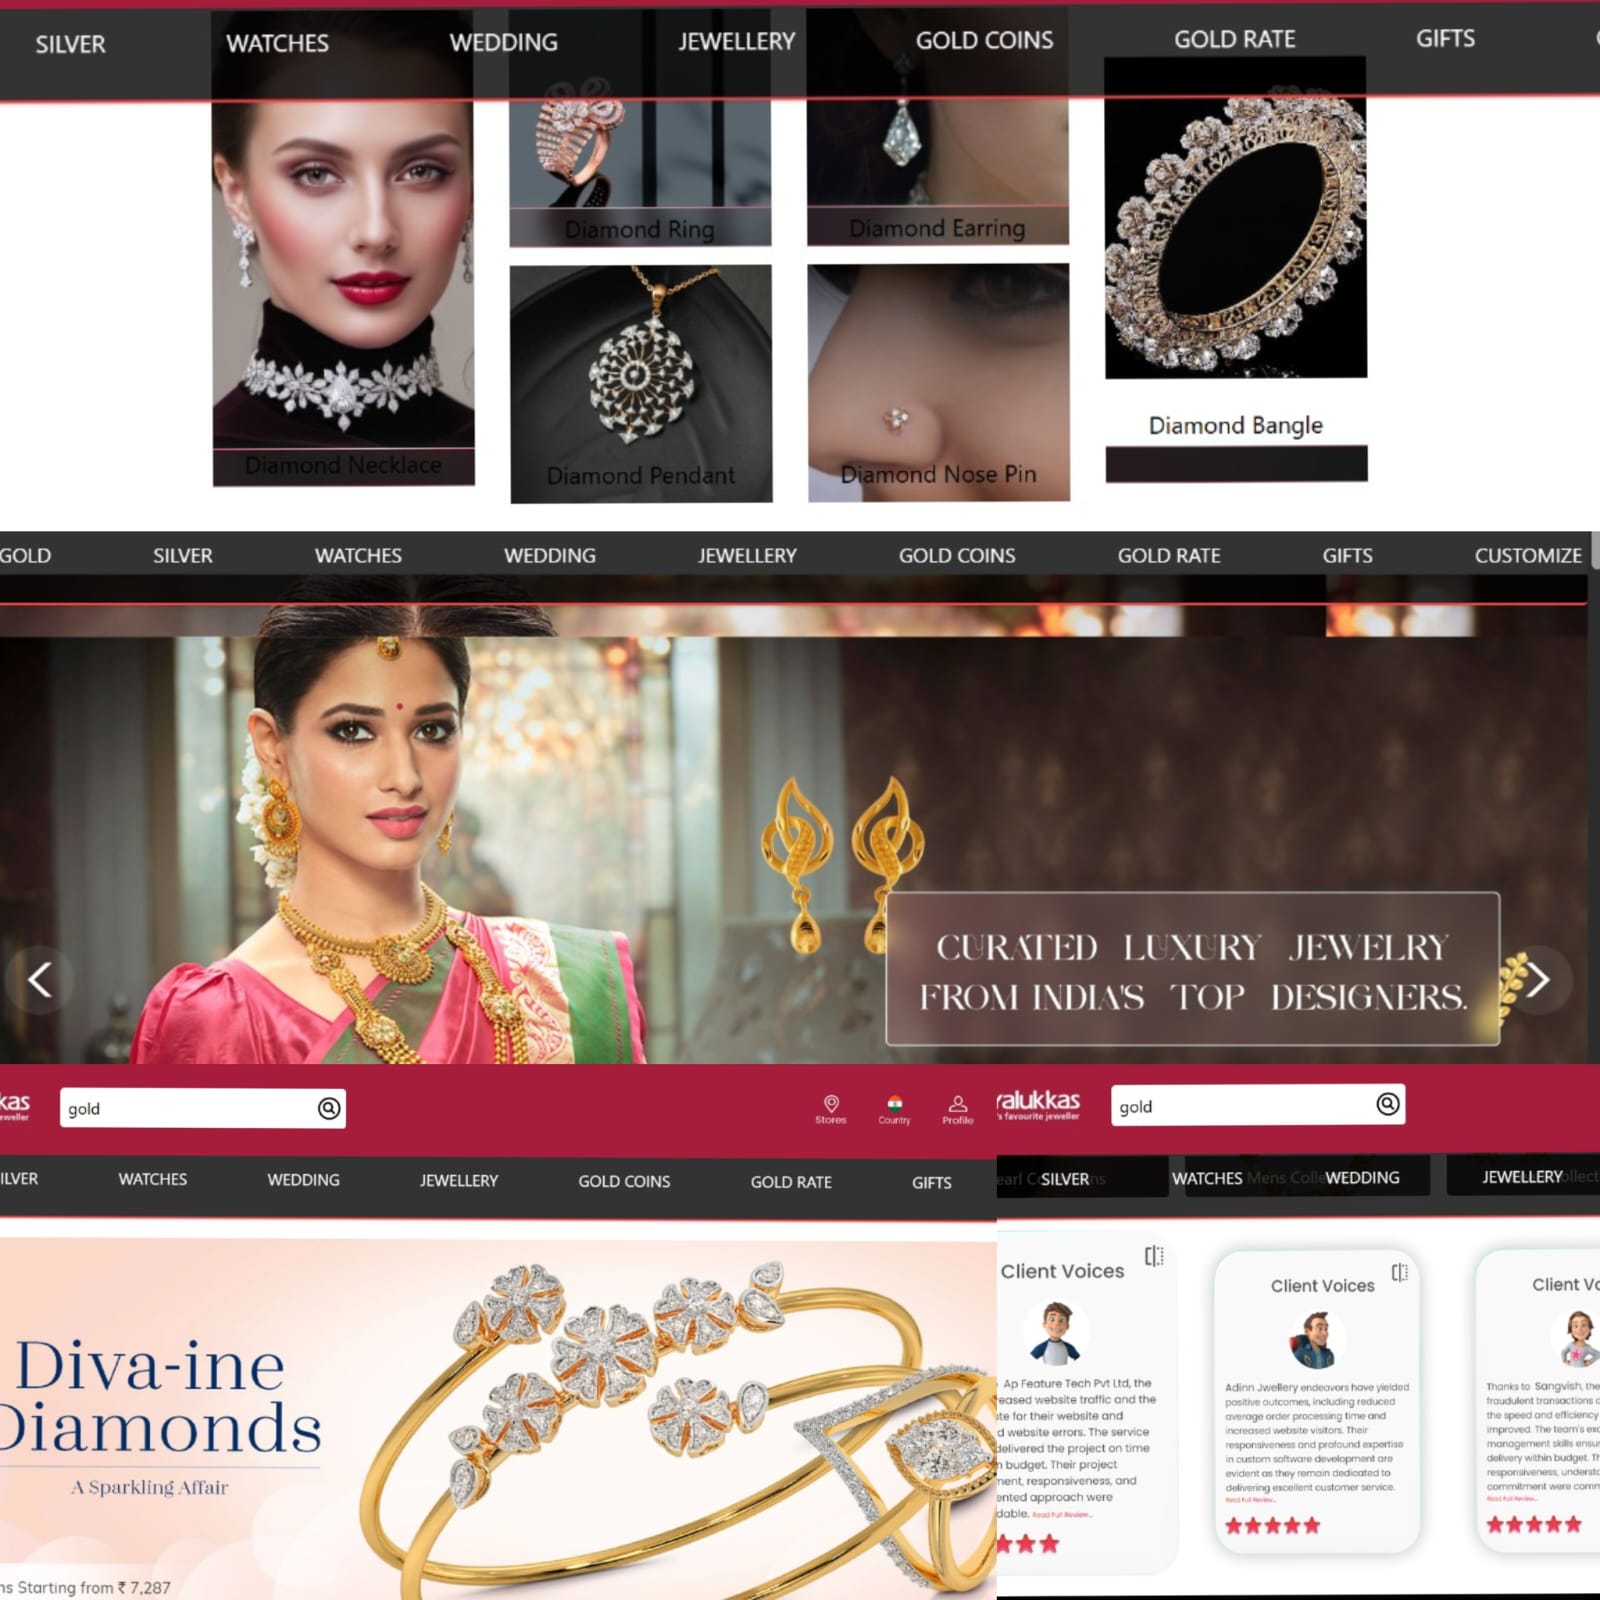 SILVER WATCHES WEDDING JEWELLERY GOLD COINS GOLD RATE GIFTS
Diamond Ring
Diamond Earring
Diamond Bangle
Diamond Necklace
Diamond Pendant
Diamond Nose Pin
GOLD SILVER WATCHES WEDDING JEWELLERY GOLD COINS GOLD RATE GIFTS CUSTOMIZE
CURATED LUXURY JEWELRY
FROM INDIA'S TOP DESIGNERS.
kas
eweller
gold
Stores
Country
Profile
ralukkas
's favourite jeweller
gold
ILVER WATCHES WEDDING JEWELLERY GOLD COINS GOLD RATE GIFTS
SILVER WATCHES Mens Colle WEDDING JEWELLERY
Diva-ine
Diamonds
A Sparkling Affair
ns Starting from ₹ 7,287
Client Voices
Ap Feature Tech Pvt Ltd, the
eased website traffic and the
te for their website and
d website errors. The service
delivered the project on time
n budget. Their project
ment, responsiveness, and
ented approach were
dable. Read Full Review..
Client Voices
Adinn Jwellery endeavors have yielded
positive outcomes, including reduced
average order processing time and
increased website visitors. Their
responsiveness and profound expertise
in custom software development are
evident as they remain dedicated to
delivering excellent customer service.
Read Full Review..
Client Vo
Thanks to Sangvish, the
fraudulent transactions d
the speed and efficiency
improved. The team's exc
management skills ensur
delivery within budget. Th
responsiveness, understa
commitment were comm
Read Full Review..